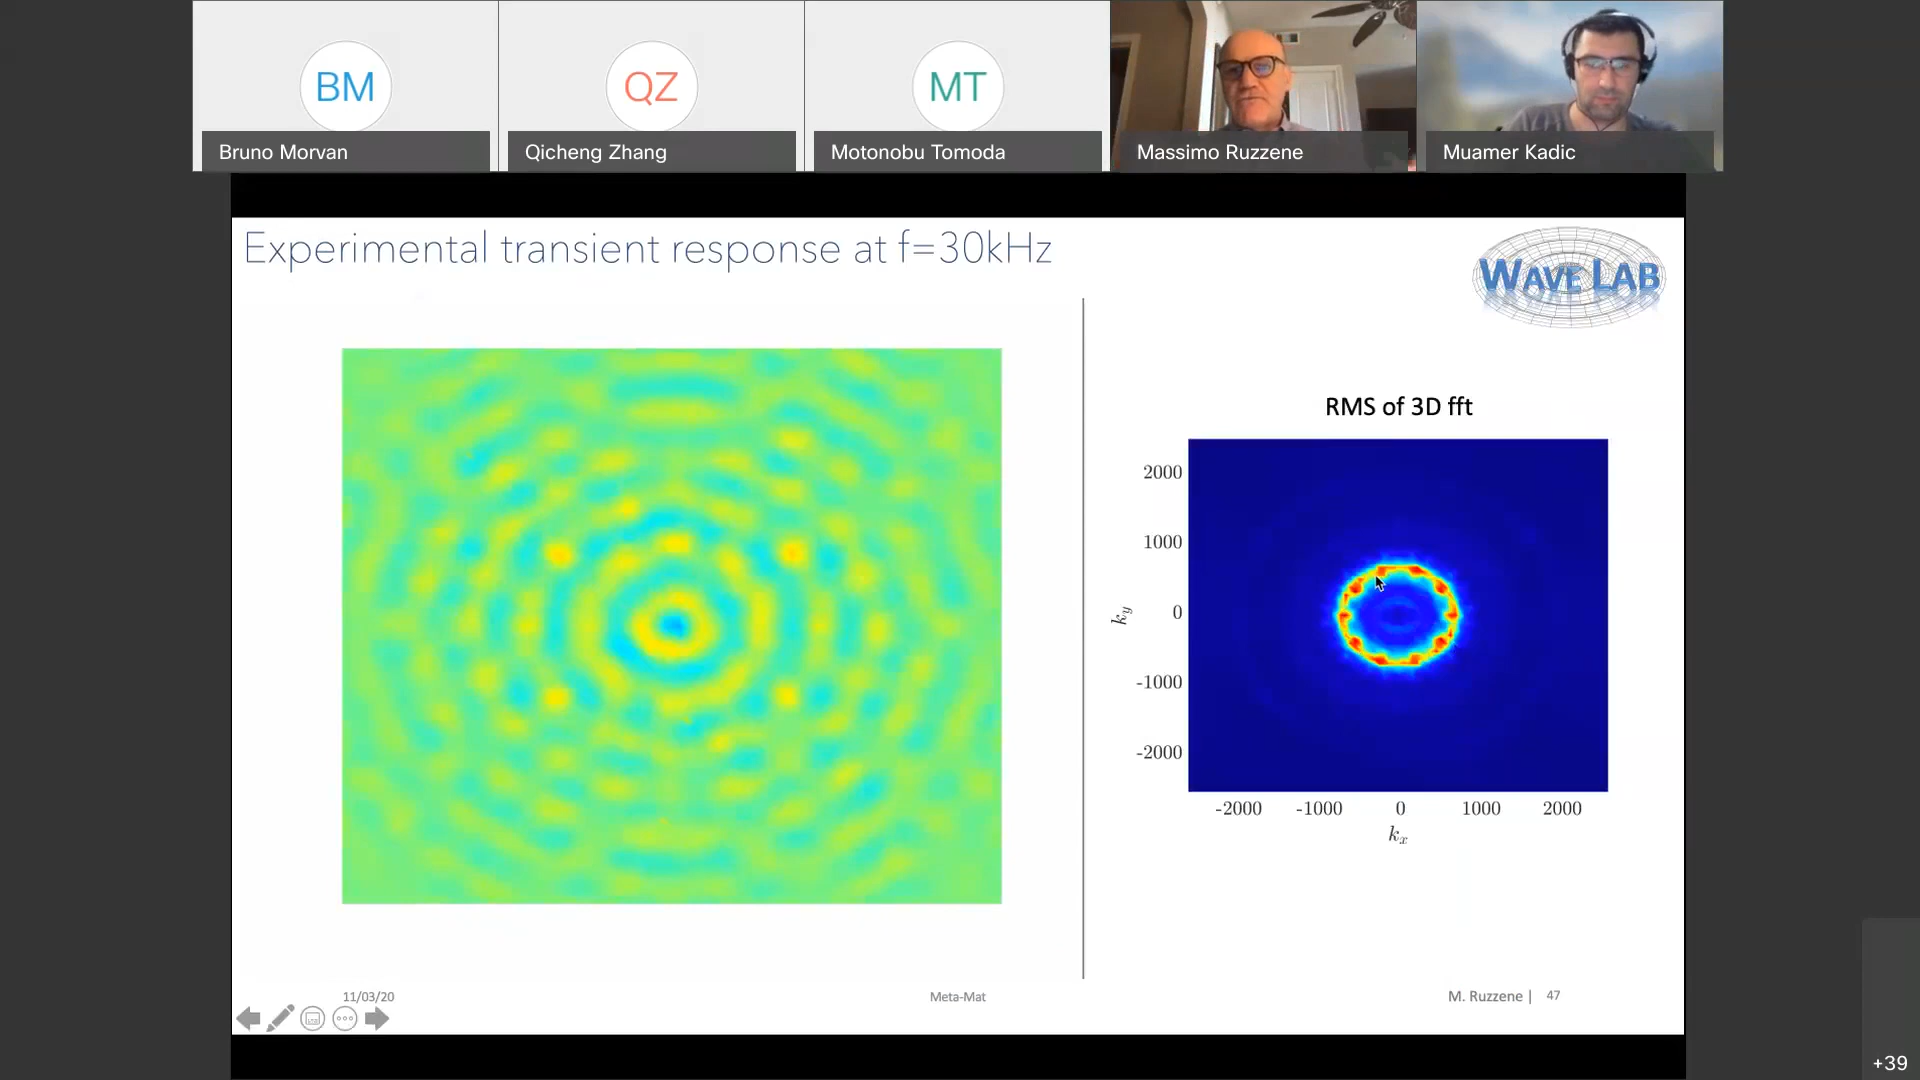 BM
QZ
MT
Bruno Morvan
Qicheng Zhang
Motonobu Tomoda
Massimo Ruzzene
Muamer Kadic
Experimental transient response at f=30kHz
WAVE LAB
RMS of 3D fft
2000
1000
0
-1000
-2000
k_y
-2000 -1000 0 1000 2000
k_x
11/03/20
Meta-Mat
M. Ruzzene | 47
+39